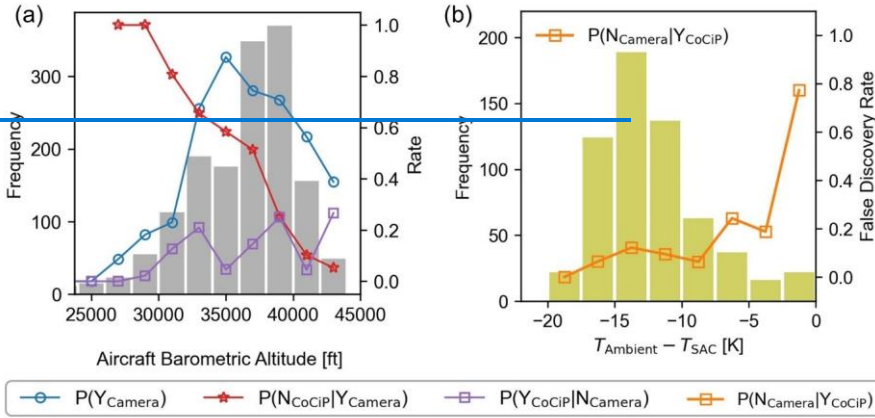 (a)
Frequency
300
200
100
0
1.0
0.8
0.6
0.4
0.2
0.0
Rate
25000 30000 35000 40000 45000
Aircraft Barometric Altitude [ft]
(b)
P(N_Camera|Y_CoCiP)
Frequency
200
150
100
50
0
1.0
0.8
0.6
0.4
0.2
0.0
False Discovery Rate
−20 −15 −10 −5 0
T_Ambient − T_SAC [K]
P(Y_Camera) P(N_CoCiP|Y_Camera) P(Y_CoCiP|N_Camera) P(N_Camera|Y_CoCiP)